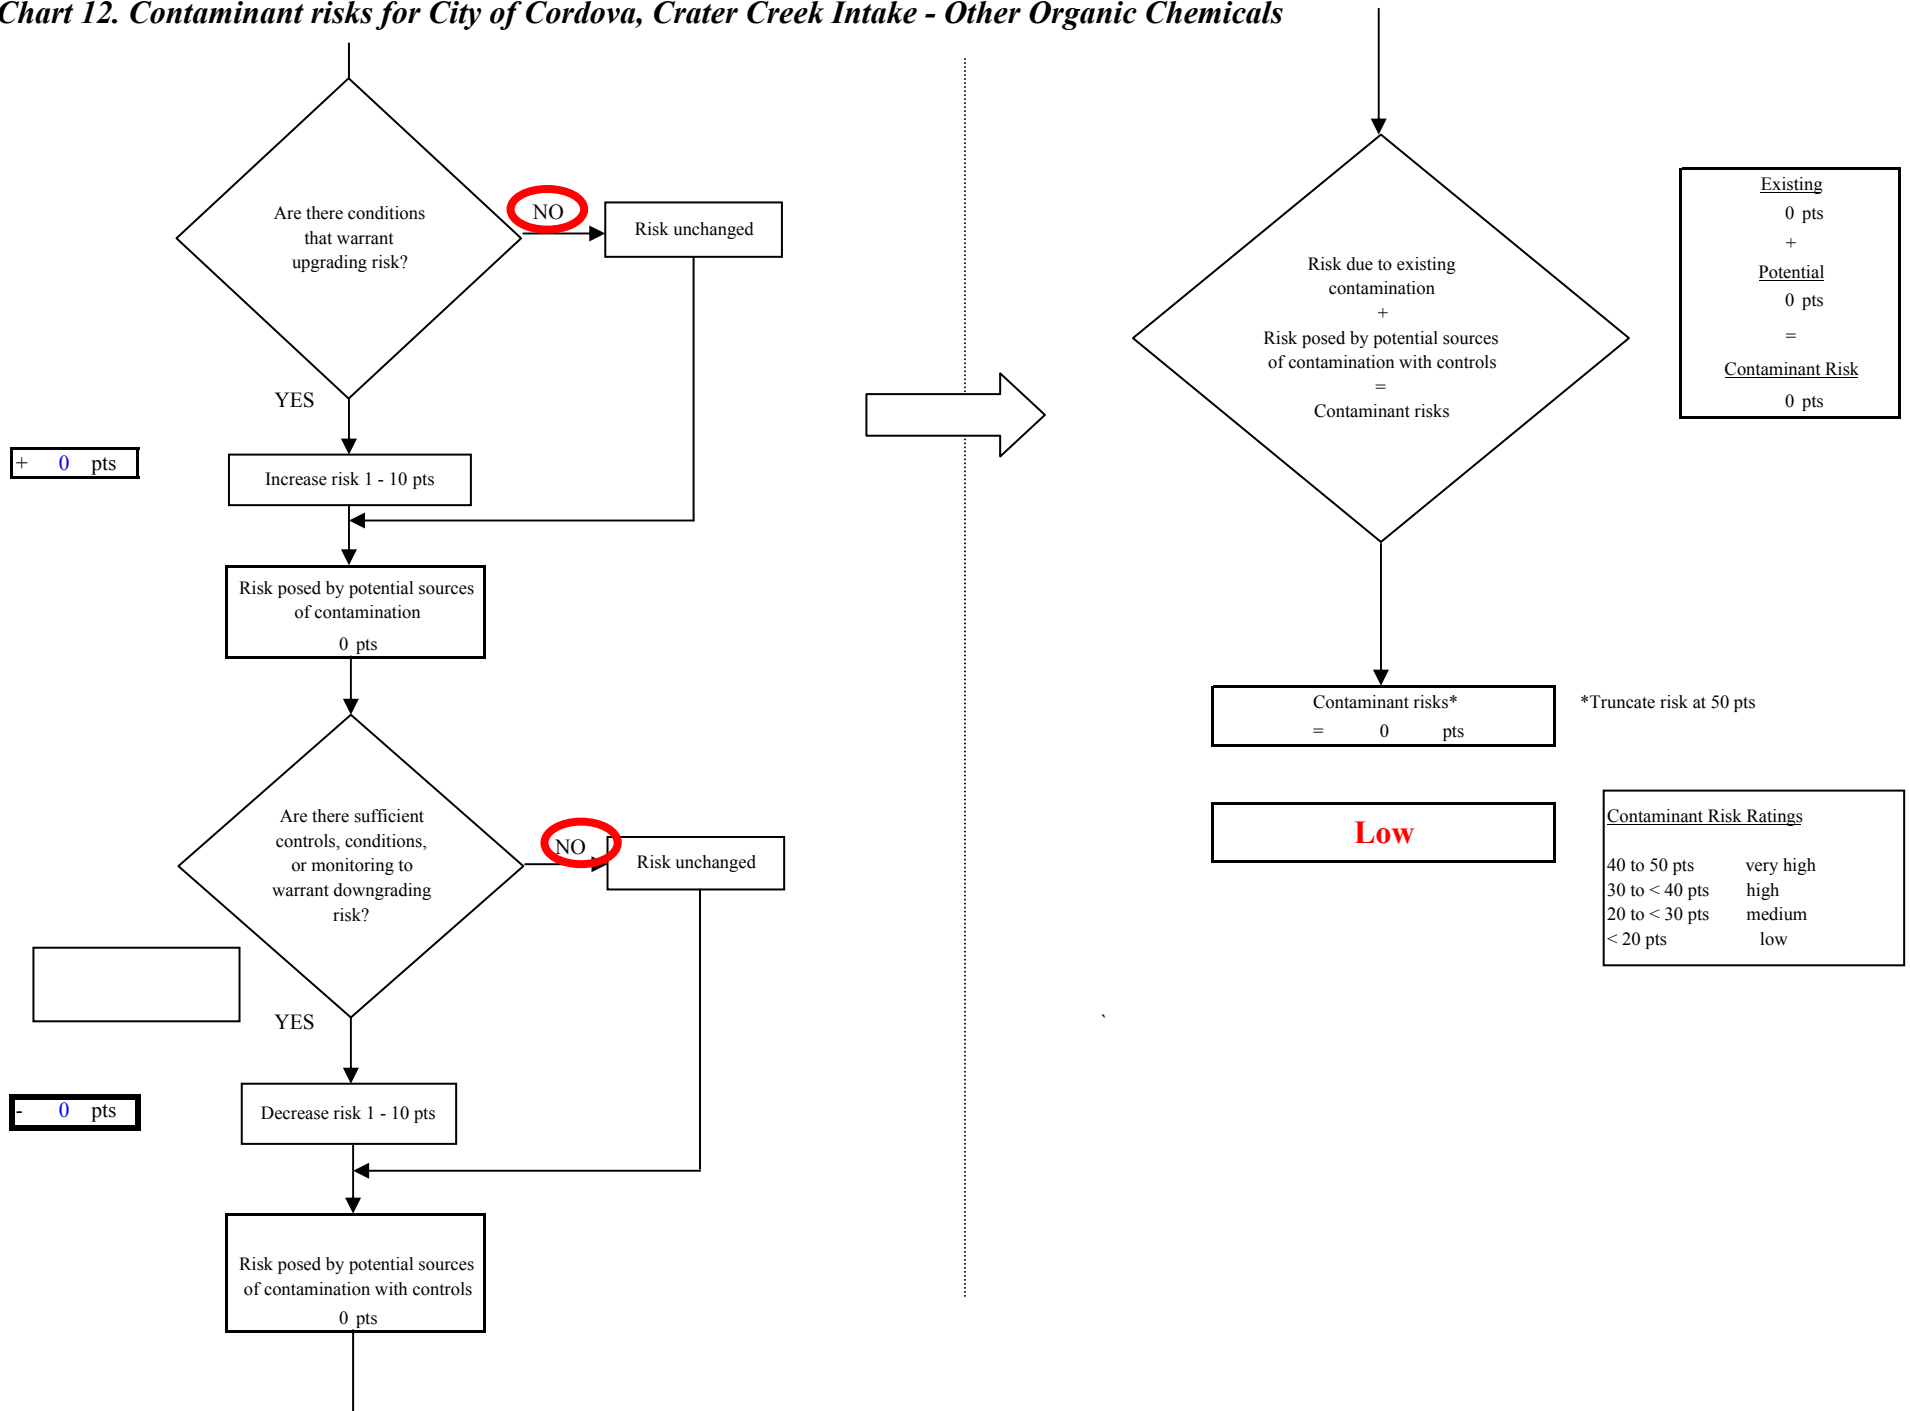 Chart 12. Contaminant risks for City of Cordova, Crater Creek Intake - Other Organic Chemicals
Are there conditions
that warrant
upgrading risk?
NO
Risk unchanged
YES
+ 0 pts
Increase risk 1 - 10 pts
Risk posed by potential sources
of contamination
0 pts
Are there sufficient
controls, conditions,
or monitoring to
warrant downgrading
risk?
NO
Risk unchanged
YES
- 0 pts
Decrease risk 1 - 10 pts
Risk posed by potential sources
of contamination with controls
0 pts
Risk due to existing
contamination
+
Risk posed by potential sources
of contamination with controls
=
Contaminant risks
Existing
0 pts
+
Potential
0 pts
=
Contaminant Risk
0 pts
Contaminant risks*
= 0 pts
*Truncate risk at 50 pts
Low
Contaminant Risk Ratings
40 to 50 pts very high
30 to < 40 pts high
20 to < 30 pts medium
< 20 pts low
`